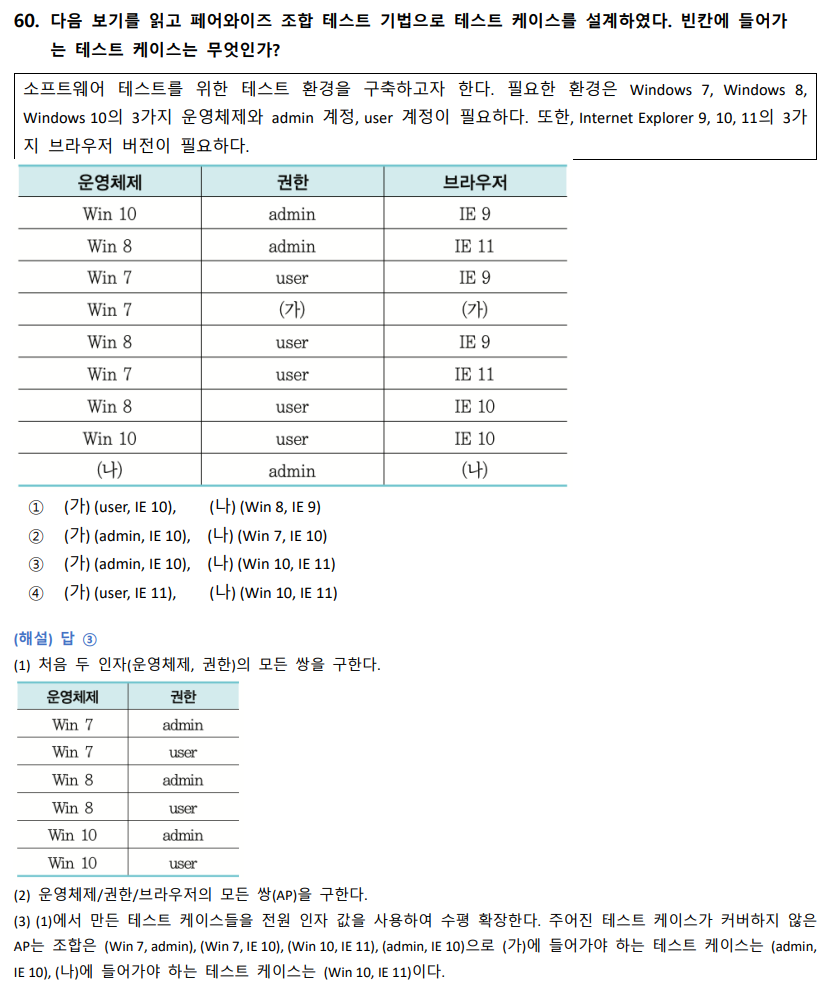 60. 다음 보기를 읽고 페어와이즈 조합 테스트 기법으로 테스트 케이스를 설계하였다. 빈칸에 들어가
는 테스트 케이스는 무엇인가?
소프트웨어 테스트를 위한 테스트 환경을 구축하고자 한다. 필요한 환경은 Windows 7, Windows 8,
Windows 10의 3가지 운영체제와 admin 계정, user 계정이 필요하다. 또한, Internet Explorer 9, 10, 11의 3가
지 브라우저 버전이 필요하다.
운영체제 권한 브라우저
Win 10 admin IE 9
Win 8 admin IE 11
Win 7 user IE 9
Win 7 (가) (가)
Win 8 user IE 9
Win 7 user IE 11
Win 8 user IE 10
Win 10 user IE 10
(나) admin (나)
① (가) (user, IE 10), (나) (Win 8, IE 9)
② (가) (admin, IE 10), (나) (Win 7, IE 10)
③ (가) (admin, IE 10), (나) (Win 10, IE 11)
④ (가) (user, IE 11), (나) (Win 10, IE 11)
(해설) 답 ③
(1) 처음 두 인자(운영체제, 권한)의 모든 쌍을 구한다.
운영체제 권한
Win 7 admin
Win 7 user
Win 8 admin
Win 8 user
Win 10 admin
Win 10 user
(2) 운영체제/권한/브라우저의 모든 쌍(AP)을 구한다.
(3) (1)에서 만든 테스트 케이스들을 전원 인자 값을 사용하여 수평 확장한다. 주어진 테스트 케이스가 커버하지 않은
AP는 조합은 (Win 7, admin), (Win 7, IE 10), (Win 10, IE 11), (admin, IE 10)으로 (가)에 들어가야 하는 테스트 케이스는 (admin,
IE 10), (나)에 들어가야 하는 테스트 케이스는 (Win 10, IE 11)이다.